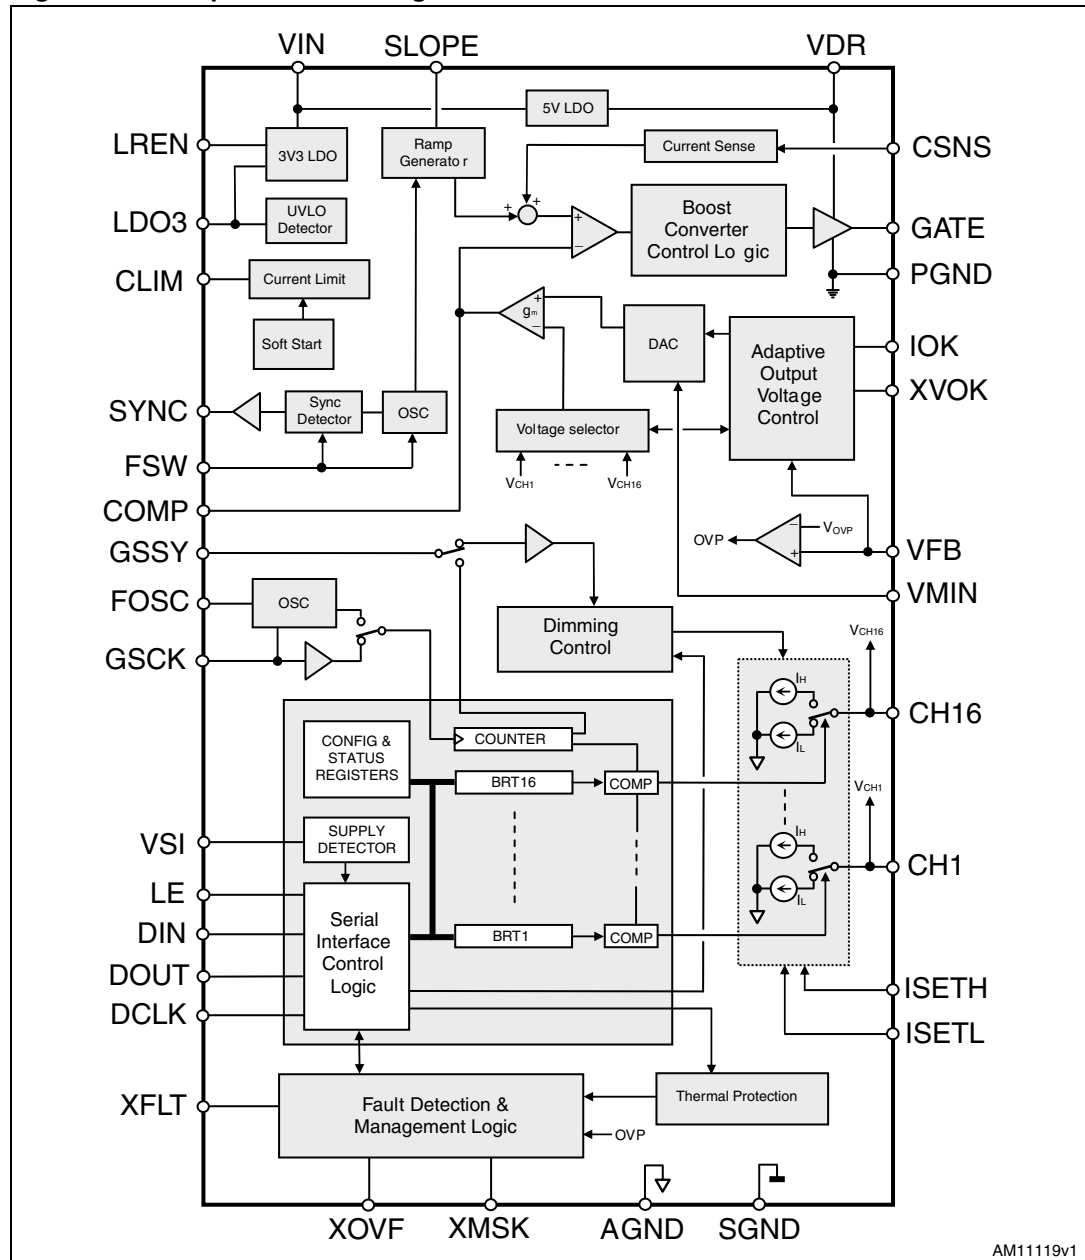 VIN SLOPE VDR
5V LDO
LREN
3V3 LDO
Ramp
Generato r
Current Sense
CSNS
+ +
LDO3
UVLO
Detector
+
−
Boost
Converter
Control Lo gic
GATE
PGND
CLIM
Current Limit
Soft Start
gm
+
−
DAC
Adaptive
Output
Voltage
Control
IOK
XVOK
SYNC
Sync
Detector
OSC
Voltage selector
FSW
VCH1 VCH16
COMP
GSSY
OVP
−
+
VOVP
VFB
FOSC
OSC
VMIN
GSCK
Dimming
Control
VCH16
CONFIG &
STATUS
REGISTERS
COUNTER
BRT16
COMP
IH
IL
CH16
VCH1
VSI
SUPPLY
DETECTOR
IH
IL
CH1
LE
DIN
DOUT
DCLK
Serial
Interface
Control
Logic
BRT1
COMP
ISETH
ISETL
XFLT
Fault Detection &
Management Logic
Thermal Protection
OVP
XOVF XMSK AGND SGND
AM11119v1